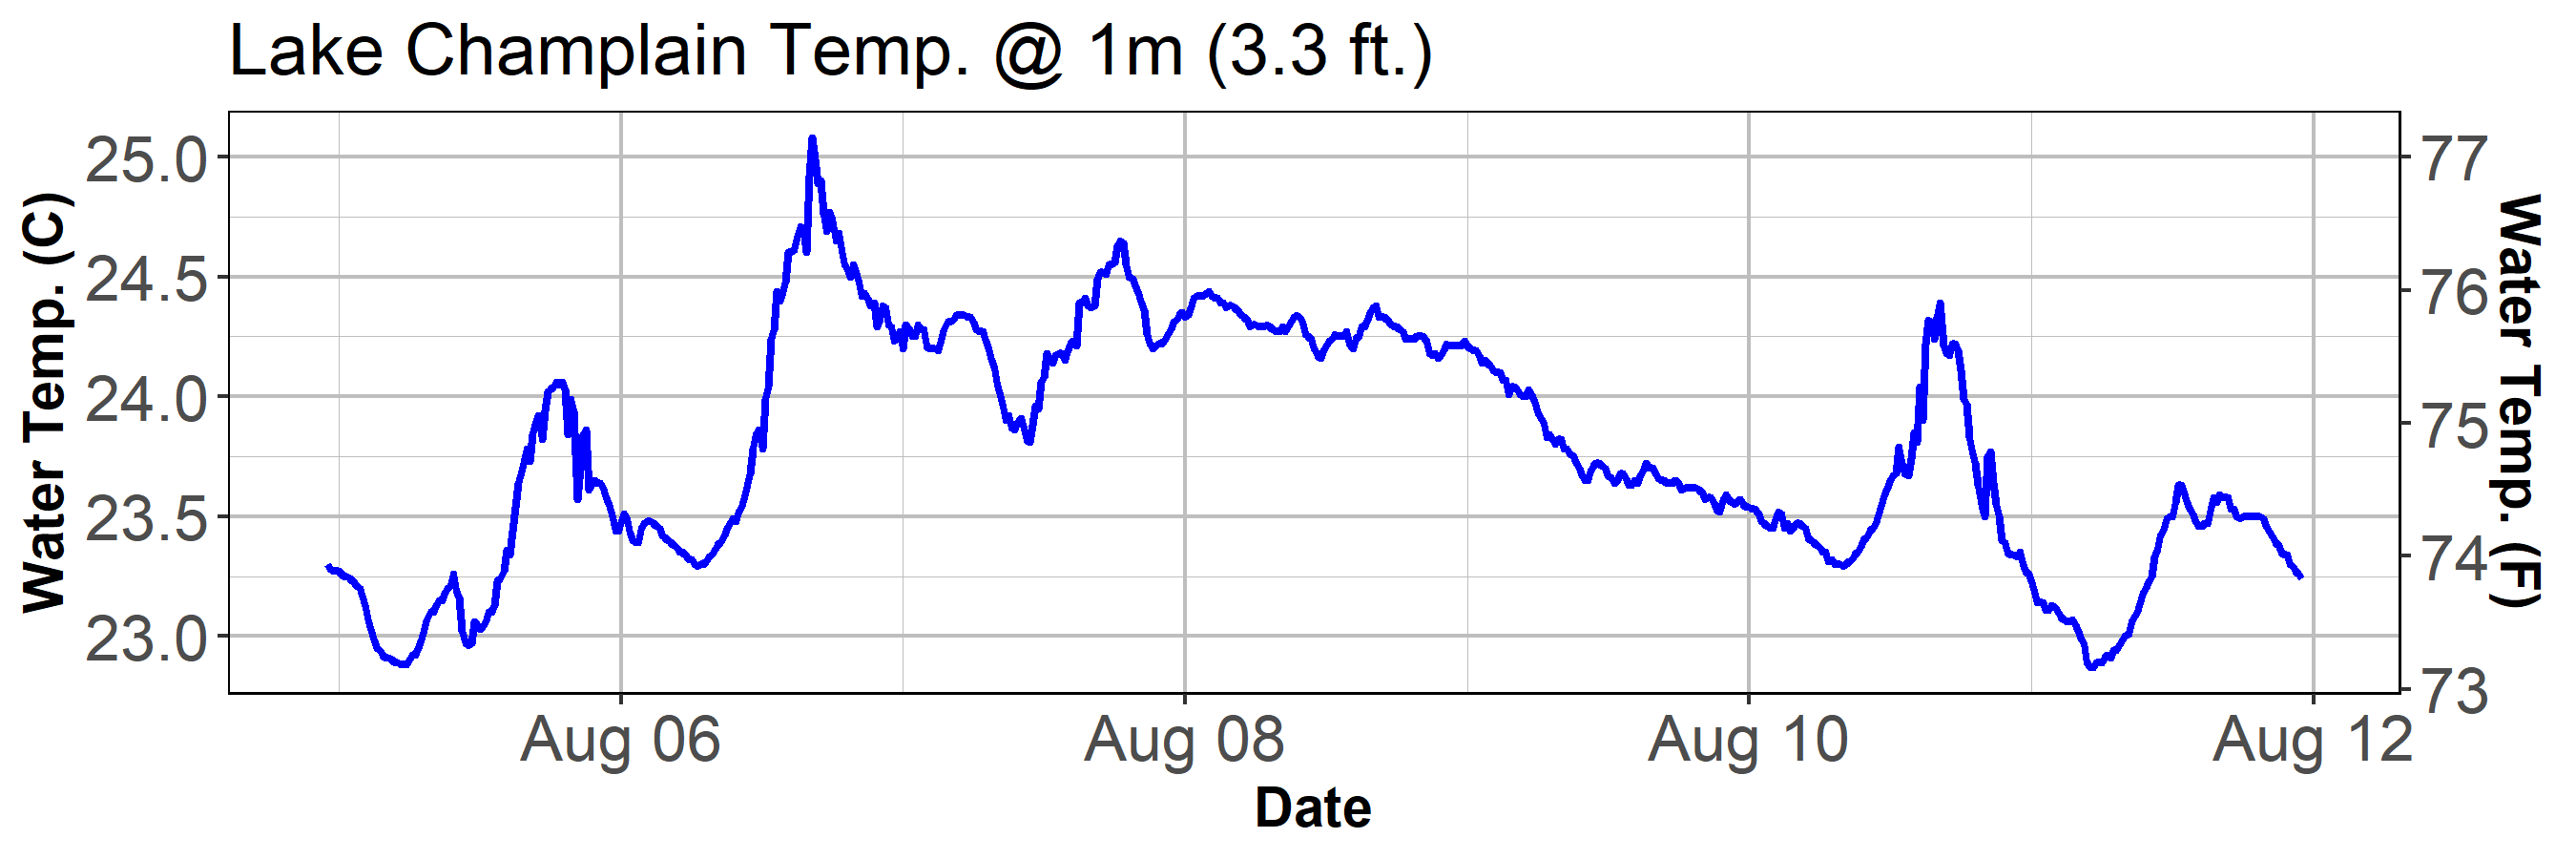 Lake Champlain Temp. @ 1m (3.3 ft.)
Water Temp. (C)
25.0
24.5
24.0
23.5
23.0
77
76
75
74
73
Water Temp. (F)
Aug 06
Aug 08
Aug 10
Aug 12
Date